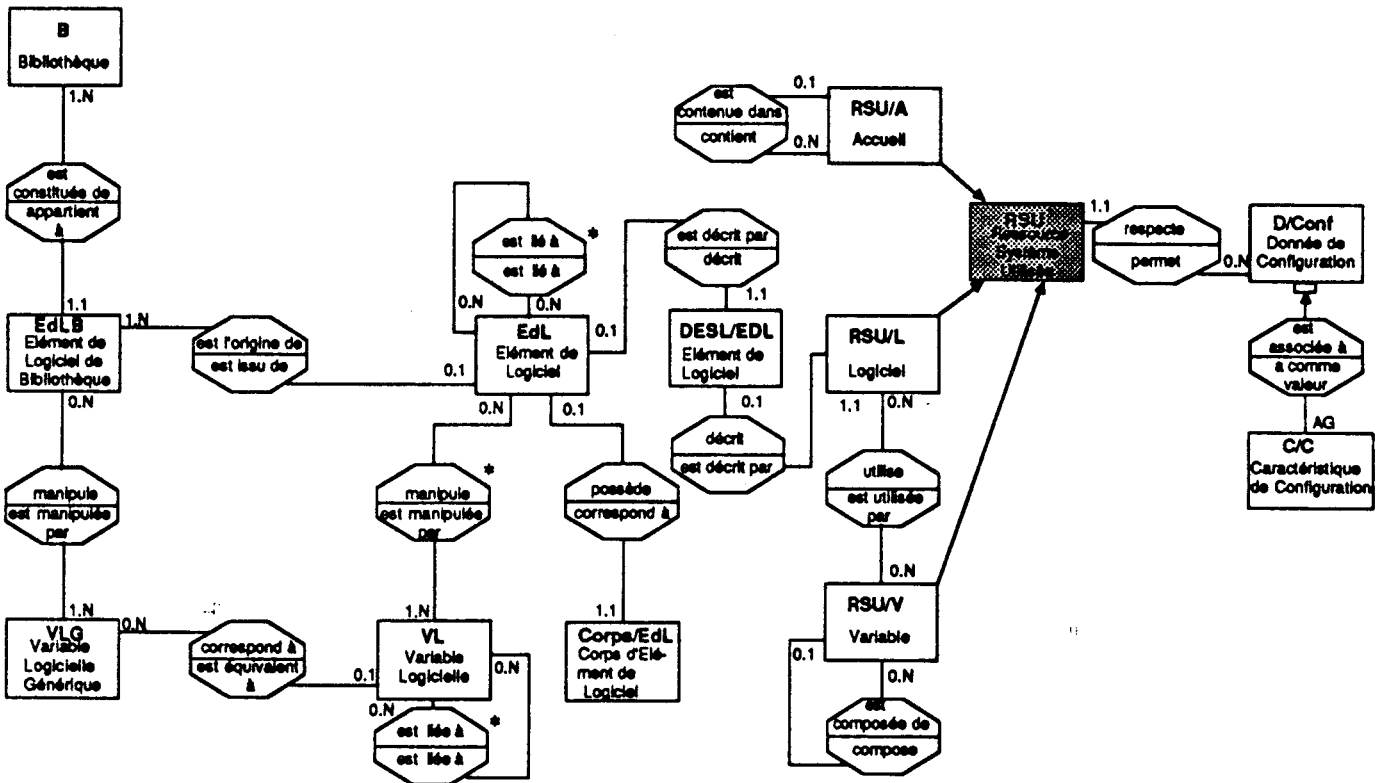 B
Bibliothèque
1.N
est
constituée de
appartient
à
1.1
EdLB
Elément de
Logiciel de
Bibliothèque
1.N
0.N
est l'origine de
est issu de
0.1
manipule
est manipulée
par
1.N
VLG
Variable
Logicielle
Générique
0.N
correspond à
est équivalent
à
0.1
est lié à
est lié à
*
0.N
0.N
EdL
Elément de
Logiciel
0.1
0.N
0.1
manipule
est manipulée
par
*
1.N
VL
Variable
Logicielle
0.N
0.N
est liée à
est liée à
*
possède
correspond à
1.1
Corps/EdL
Corps d'Elé-
ment de
Logiciel
est décrit par
décrit
1.1
DESL/EDL
Elément de
Logiciel
0.1
décrit
est décrit par
est
contenue dans
contient
0.1
0.N
RSU/A
Accueil
RSU/L
Logiciel
1.1
0.N
utilise
est utilisée
par
0.N
RSU/V
Variable
0.1
0.N
est
composée de
compose
RSU
Ressource
Système
Utilisée
1.1
respecte
permet
0.N
D/Conf
Donnée de
Configuration
est
associée à
a comme
valeur
AG
C/C
Caractéristique
de Configuration